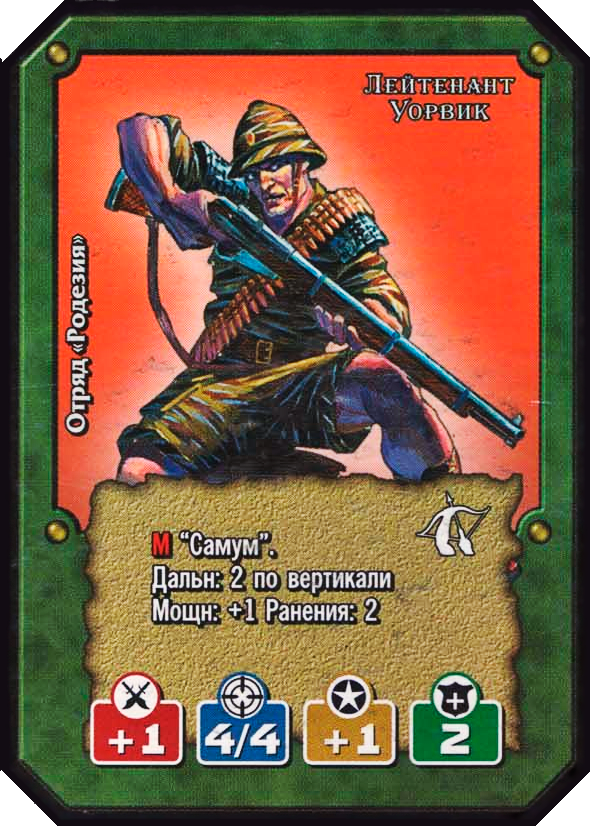 Лейтенант
Уорвик
Отряд «Родезия»
М “Самум”.
Дальн: 2 по вертикали
Мощн: +1 Ранения: 2
+1
4/4
+1
2